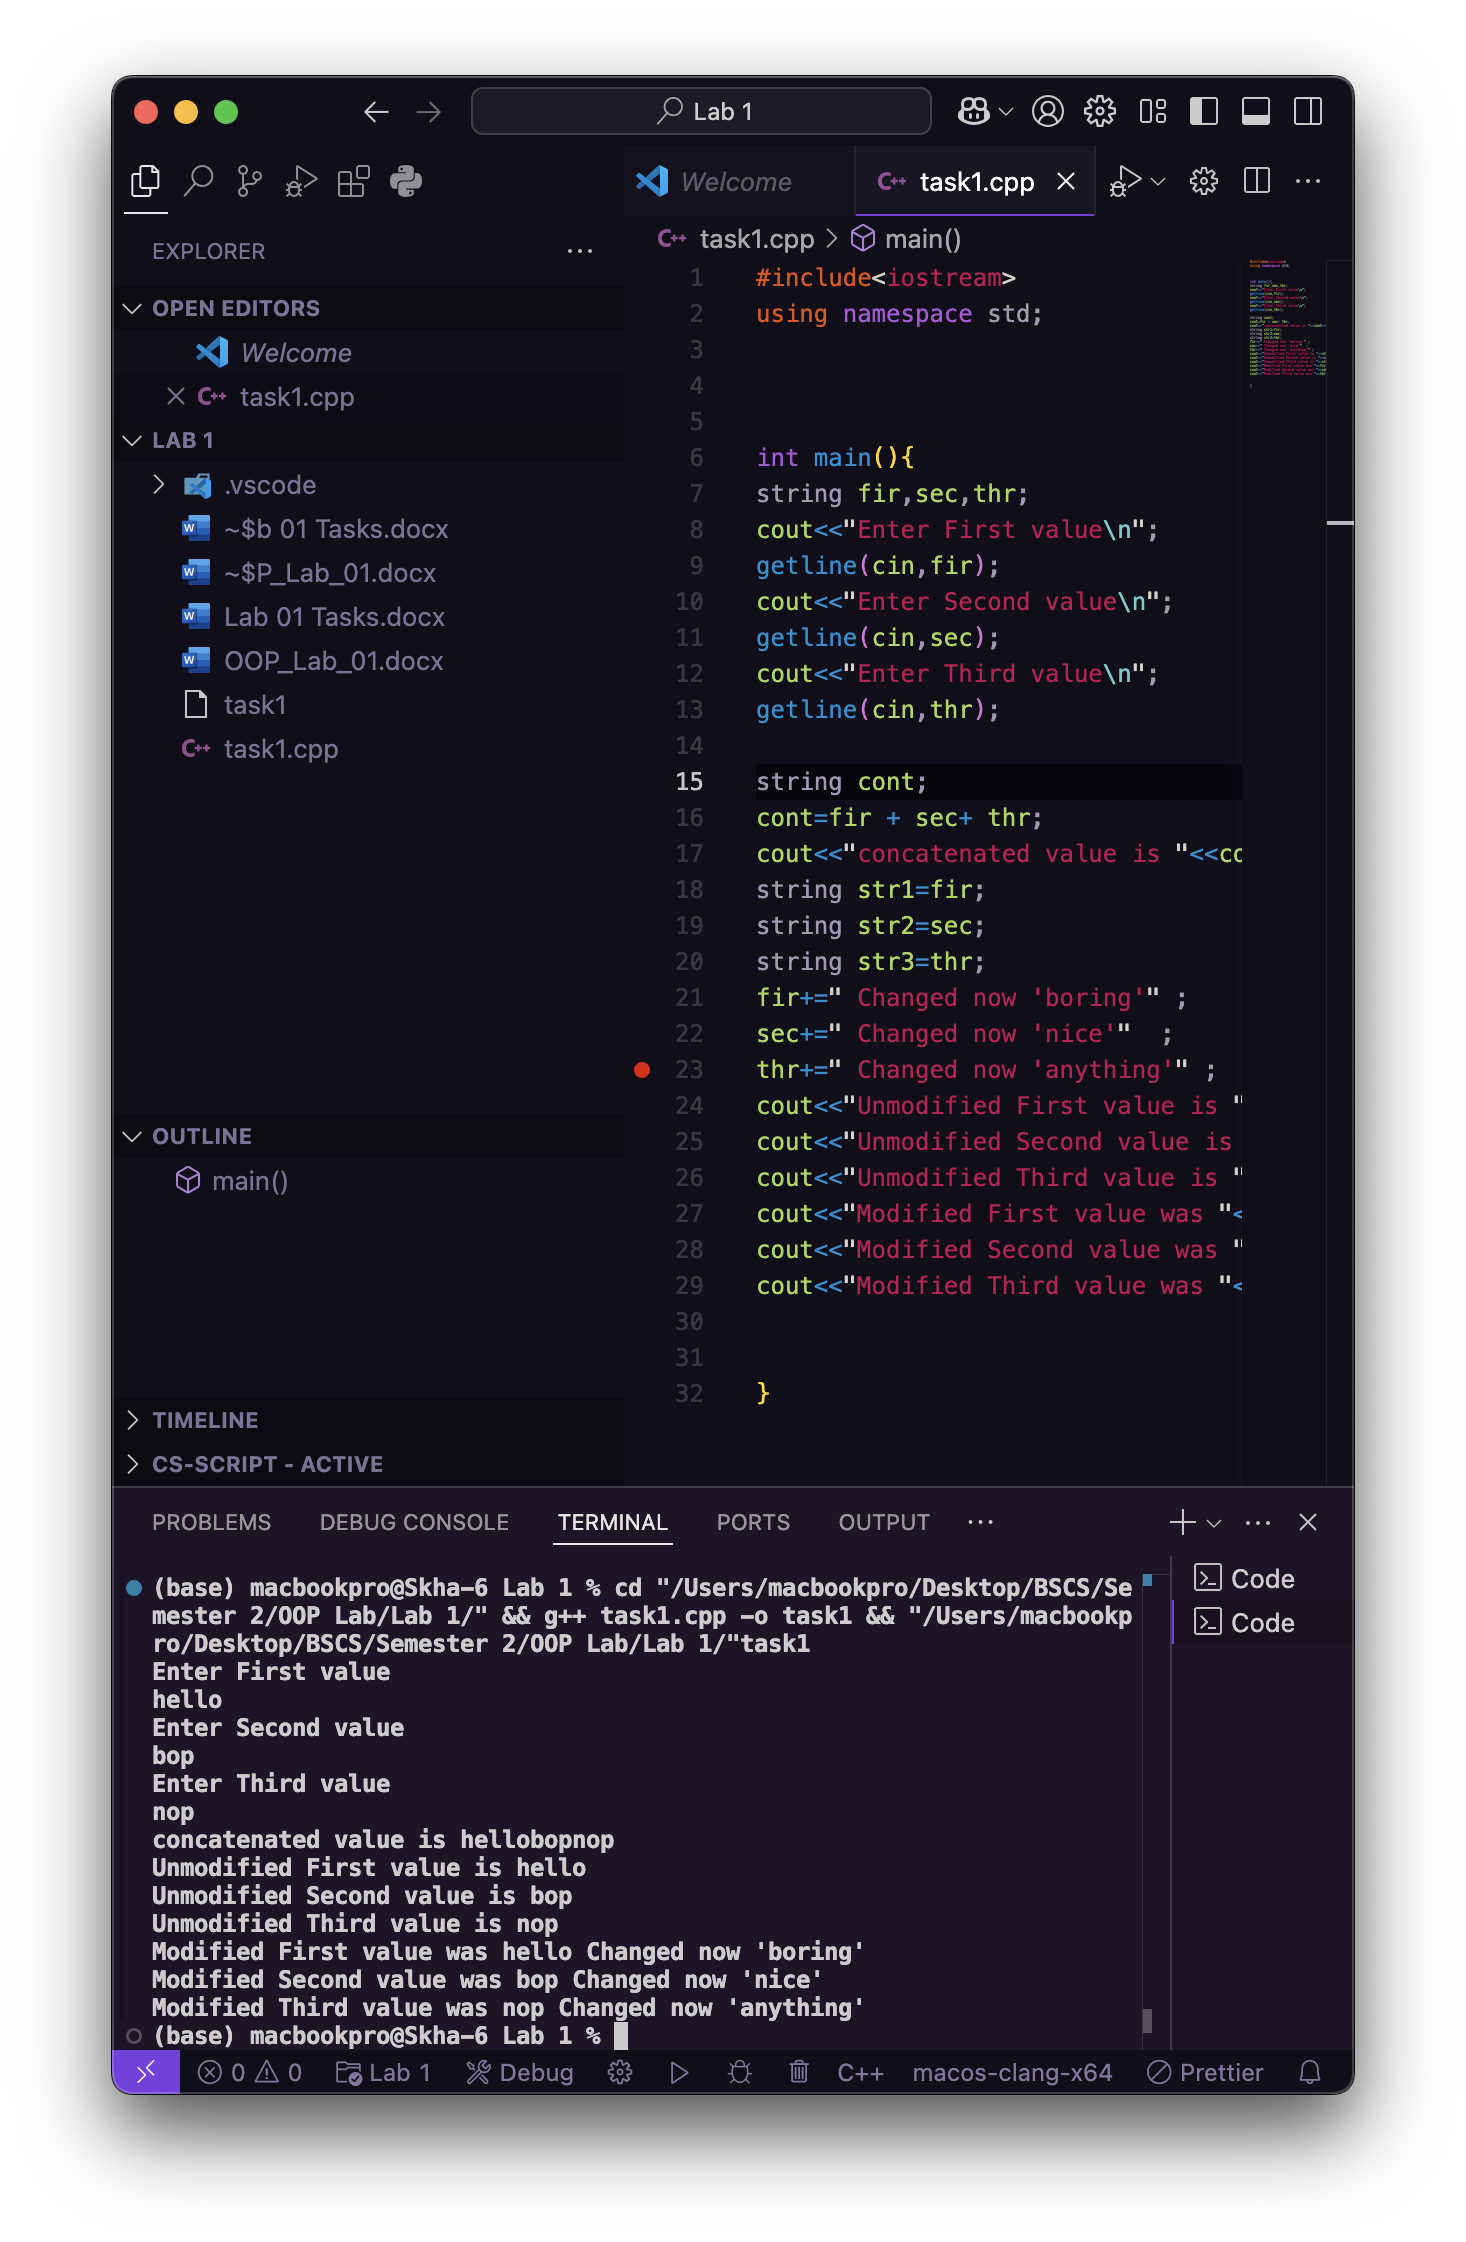 Lab 1
Welcome
C++ task1.cpp
EXPLORER
OPEN EDITORS
Welcome
C++ task1.cpp
LAB 1
.vscode
~$b 01 Tasks.docx
~$P_Lab_01.docx
Lab 01 Tasks.docx
OOP_Lab_01.docx
task1
C++ task1.cpp
OUTLINE
main()
TIMELINE
CS-SCRIPT - ACTIVE
C++ task1.cpp > main()
1 #include<iostream>
2 using namespace std;
3
4
5
6 int main(){
7 string fir,sec,thr;
8 cout<<"Enter First value\n";
9 getline(cin,fir);
10 cout<<"Enter Second value\n";
11 getline(cin,sec);
12 cout<<"Enter Third value\n";
13 getline(cin,thr);
14
15 string cont;
16 cont=fir + sec+ thr;
17 cout<<"concatenated value is "<<co
18 string str1=fir;
19 string str2=sec;
20 string str3=thr;
21 fir+=" Changed now 'boring'" ;
22 sec+=" Changed now 'nice'"  ;
23 thr+=" Changed now 'anything'" ;
24 cout<<"Unmodified First value is "
25 cout<<"Unmodified Second value is
26 cout<<"Unmodified Third value is "
27 cout<<"Modified First value was "<
28 cout<<"Modified Second value was "
29 cout<<"Modified Third value was "<
30
31
32 }
PROBLEMS DEBUG CONSOLE TERMINAL PORTS OUTPUT
Code
Code
(base) macbookpro@Skha-6 Lab 1 % cd "/Users/macbookpro/Desktop/BSCS/Se
mester 2/OOP Lab/Lab 1/" && g++ task1.cpp -o task1 && "/Users/macbookp
ro/Desktop/BSCS/Semester 2/OOP Lab/Lab 1/"task1
Enter First value
hello
Enter Second value
bop
Enter Third value
nop
concatenated value is hellobopnop
Unmodified First value is hello
Unmodified Second value is bop
Unmodified Third value is nop
Modified First value was hello Changed now 'boring'
Modified Second value was bop Changed now 'nice'
Modified Third value was nop Changed now 'anything'
(base) macbookpro@Skha-6 Lab 1 %
0 0 Lab 1 Debug C++ macos-clang-x64 Prettier